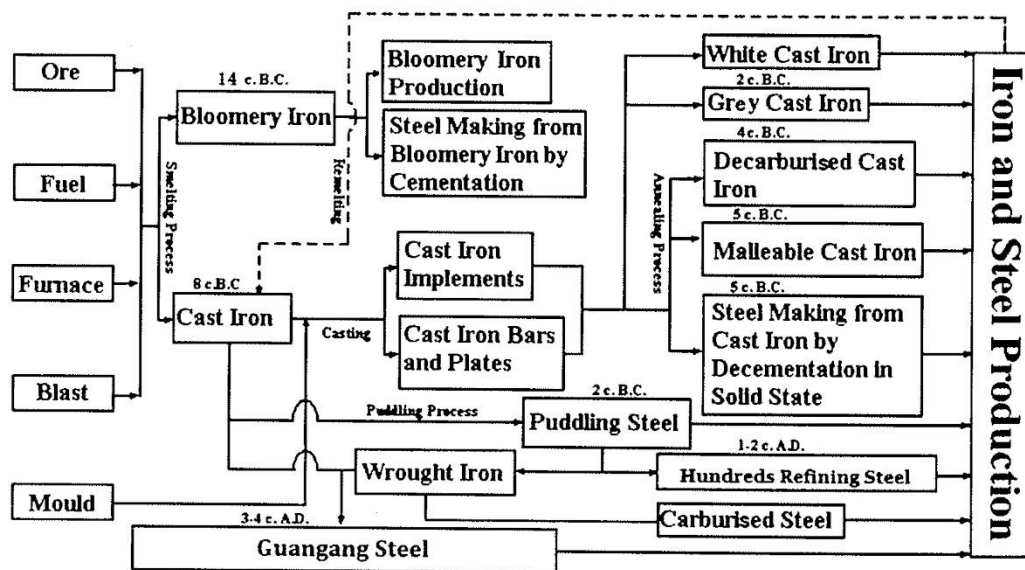 Ore
Fuel
Furnace
Blast
Mould
Smelting Process
14 c. B.C.
Bloomery Iron
8 c.B.C
Cast Iron
Remelting
Bloomery Iron
Production
Steel Making from
Bloomery Iron by
Cementation
Casting
Cast Iron
Implements
Cast Iron Bars
and Plates
Annealing Process
White Cast Iron
2 c. B.C.
Grey Cast Iron
4c. B.C.
Decarburised Cast
Iron
5 c. B.C.
Malleable Cast Iron
5 c. B.C.
Steel Making from
Cast Iron by
Decementation in
Solid State
Puddling Process
2 c. B.C.
Puddling Steel
Wrought Iron
1-2 c. A.D.
Hundreds Refining Steel
Carburised Steel
3-4 c. A.D.
Guangang Steel
Iron and Steel Production